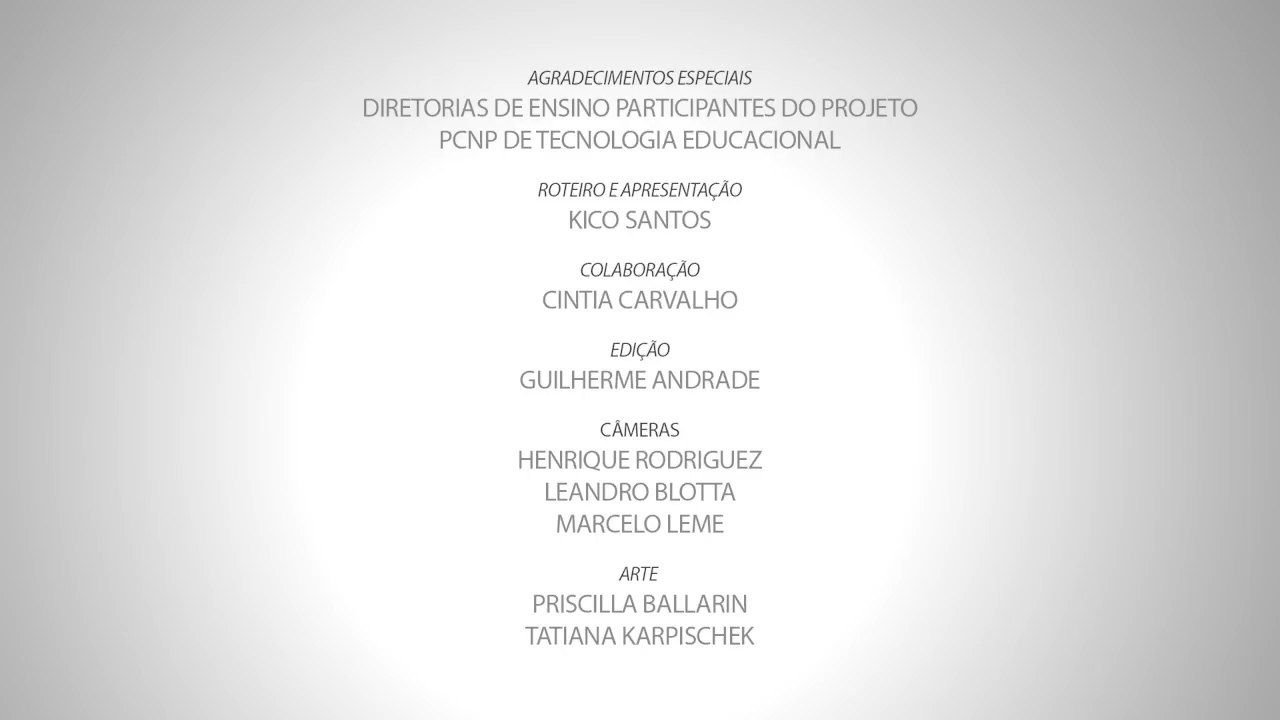 AGRADECIMENTOS ESPECIAIS
DIRETORIAS DE ENSINO PARTICIPANTES DO PROJETO
PCNP DE TECNOLOGIA EDUCACIONAL
ROTEIRO E APRESENTAÇÃO
KICO SANTOS
COLABORAÇÃO
CINTIA CARVALHO
EDIÇÃO
GUILHERME ANDRADE
CÂMERAS
HENRIQUE RODRIGUEZ
LEANDRO BLOTTA
MARCELO LEME
ARTE
PRISCILLA BALLARIN
TATIANA KARPISCHEK